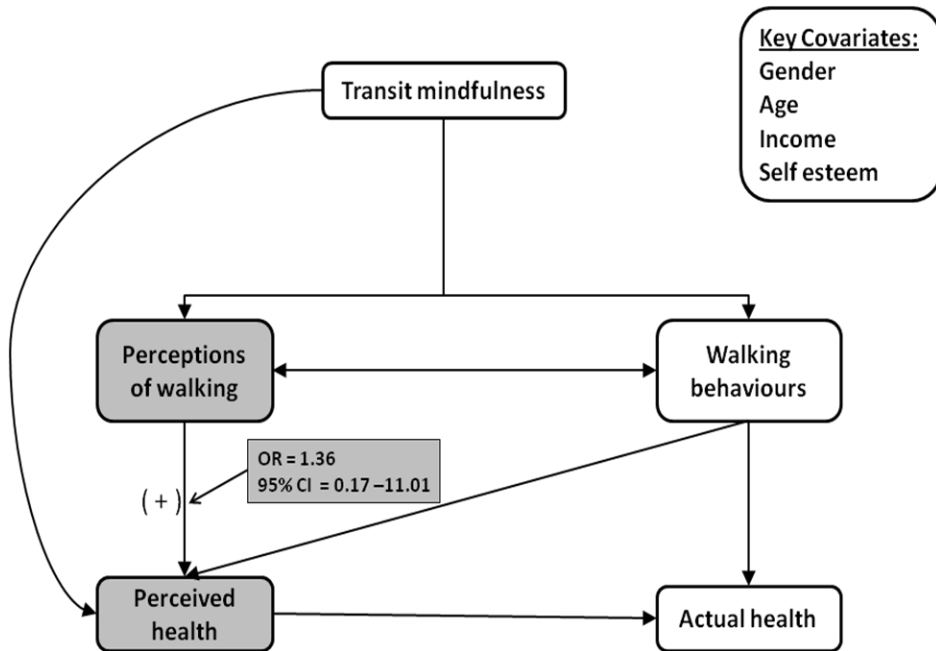 Transit mindfulness
Key Covariates:
Gender
Age
Income
Self esteem
Perceptions
of walking
Walking
behaviours
OR = 1.36
95% CI = 0.17 –11.01
( + )
Perceived
health
Actual health